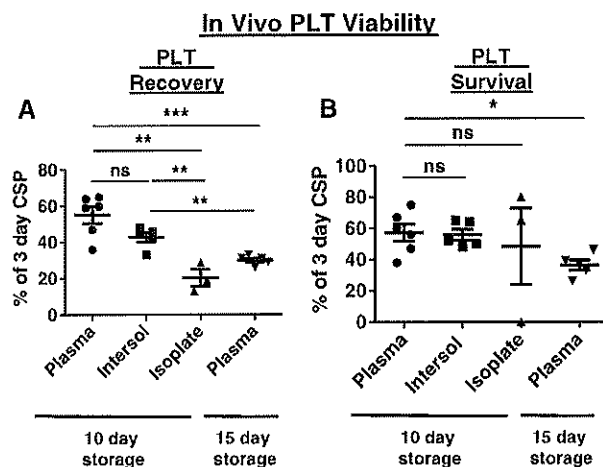 In Vivo PLT Viability
PLT
Recovery
A
***
**
ns
**
**
80
60
40
20
0
% of 3 day CSP
Plasma
Intersol
Isoplate
Plasma
10 day
storage
15 day
storage
PLT
Survival
B
*
ns
ns
100
80
60
40
20
0
% of 3 day CSP
Plasma
Intersol
Isoplate
Plasma
10 day
storage
15 day
storage